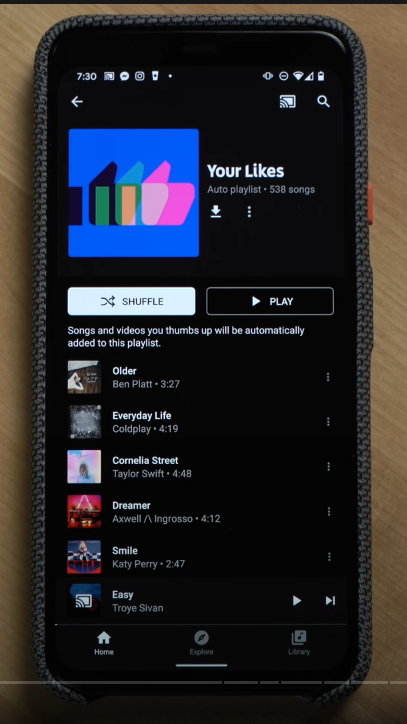 7:30
Your Likes
Auto playlist • 538 songs
SHUFFLE
PLAY
Songs and videos you thumbs up will be automatically
added to this playlist.
Older
Ben Platt • 3:27
Everyday Life
Coldplay • 4:19
Cornelia Street
Taylor Swift • 4:48
Dreamer
Axwell /\ Ingrosso • 4:12
Smile
Katy Perry • 2:47
Easy
Troye Sivan
Home
Explore
Library